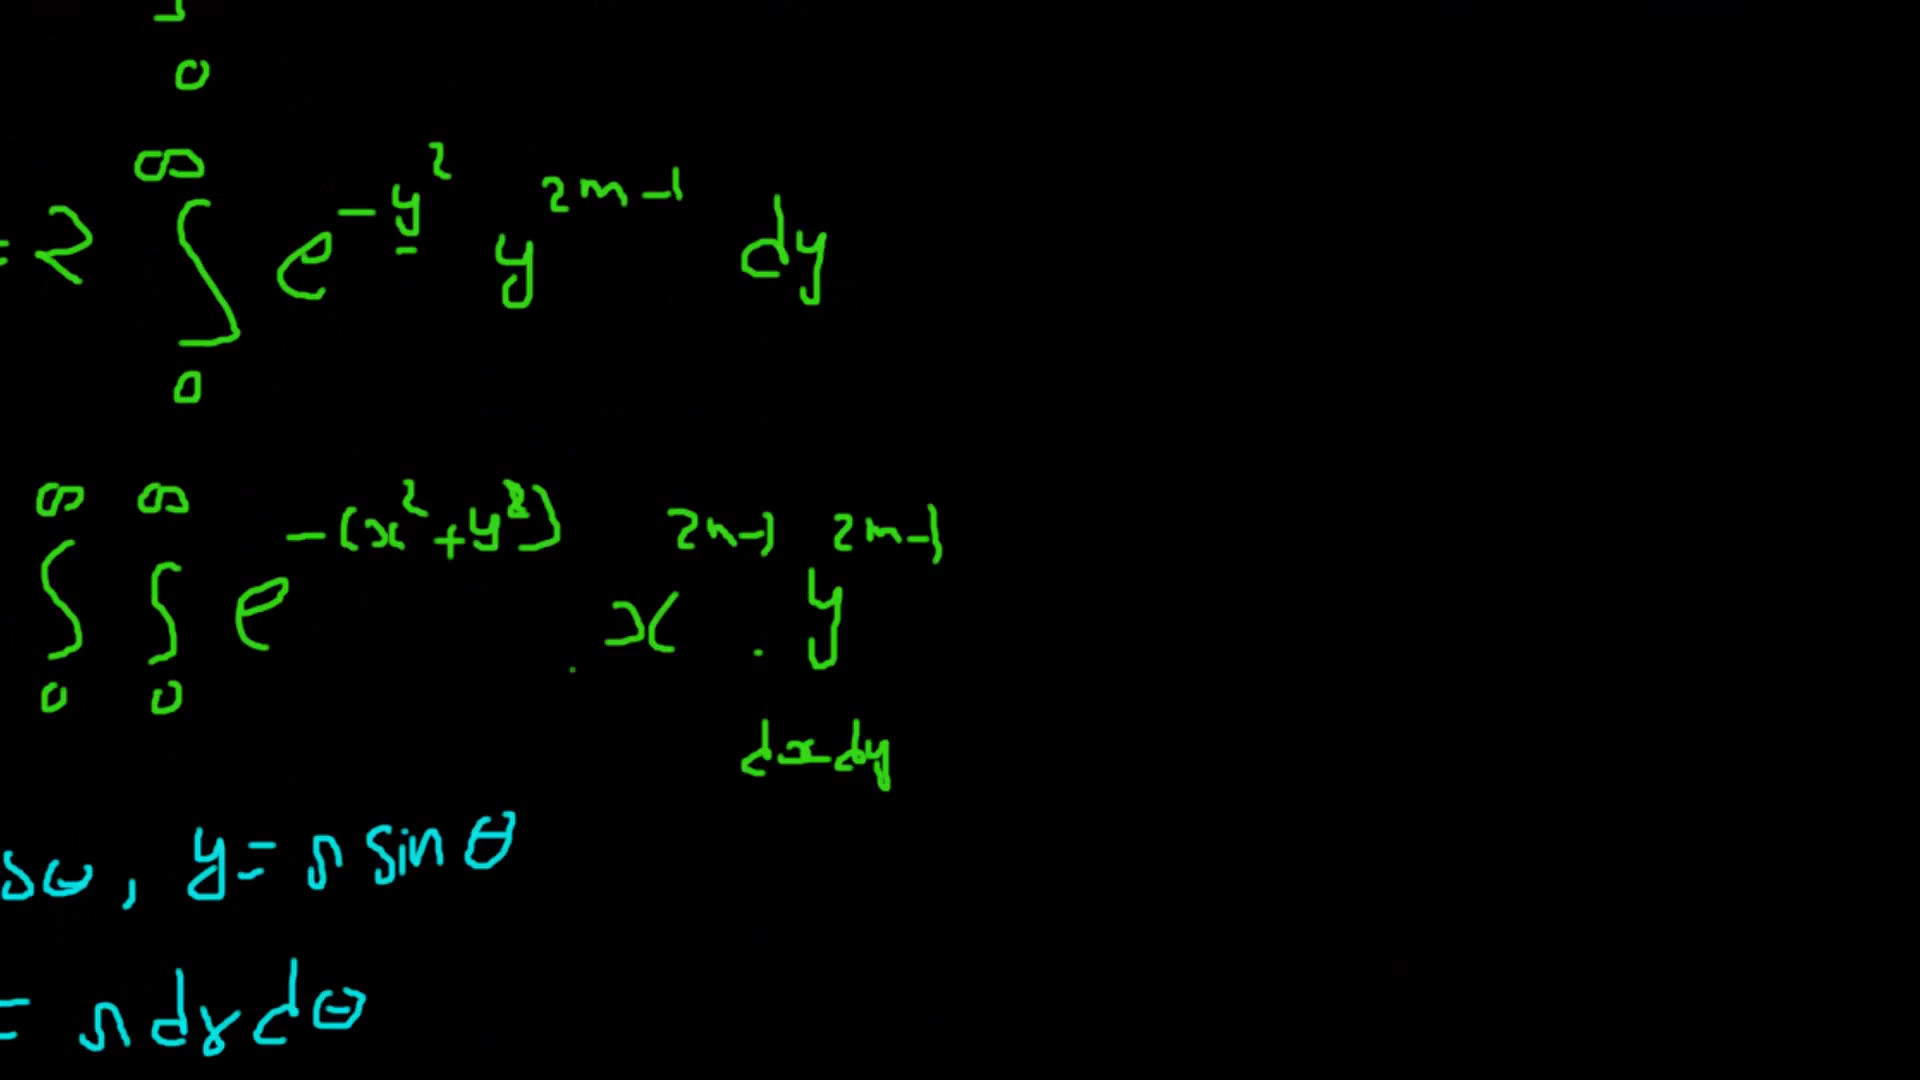 0
= 2 ∫₀^∞ e^{-y²} y^{2m-1} dy
∫₀^∞ ∫₀^∞ e^{-(x²+y²)} . x^{2n-1} . y^{2m-1}
dxdy
sθ, y = r sin θ
= r dr dθ